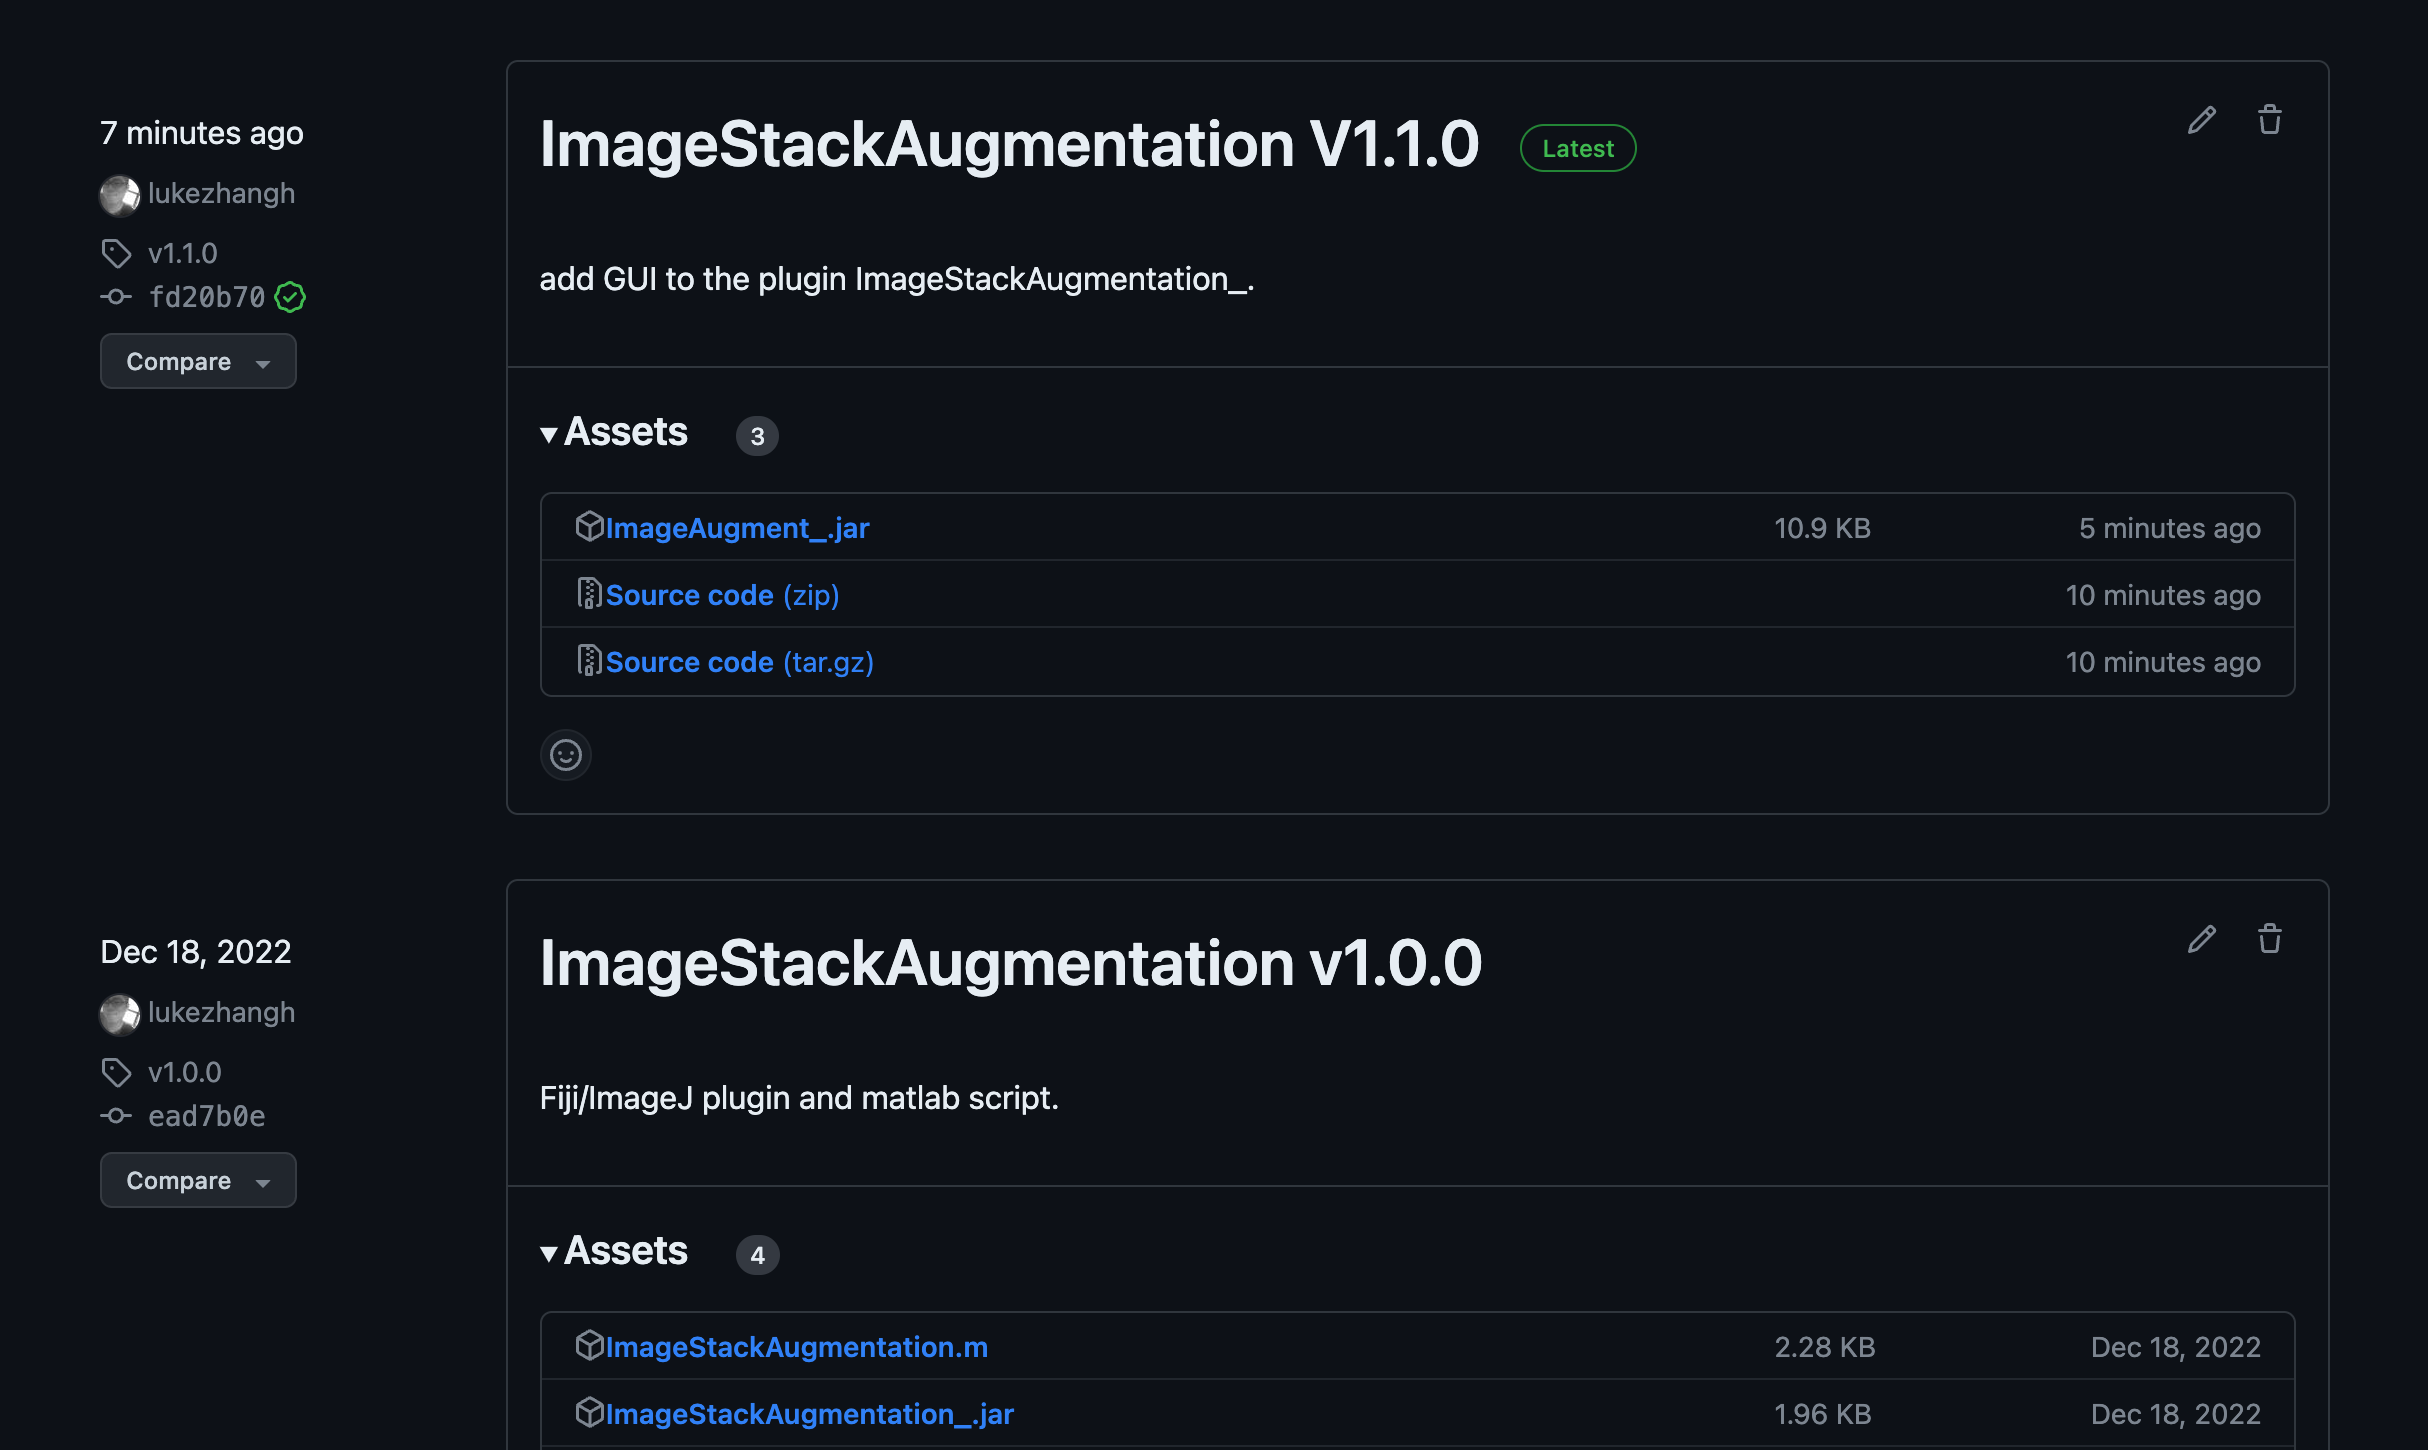 7 minutes ago
lukezhangh
v1.1.0
fd20b70
Compare
ImageStackAugmentation V1.1.0 Latest
add GUI to the plugin ImageStackAugmentation_.
Assets 3
ImageAugment_.jar 10.9 KB 5 minutes ago
Source code (zip) 10 minutes ago
Source code (tar.gz) 10 minutes ago
Dec 18, 2022
lukezhangh
v1.0.0
ead7b0e
Compare
ImageStackAugmentation v1.0.0
Fiji/ImageJ plugin and matlab script.
Assets 4
ImageStackAugmentation.m 2.28 KB Dec 18, 2022
ImageStackAugmentation_.jar 1.96 KB Dec 18, 2022